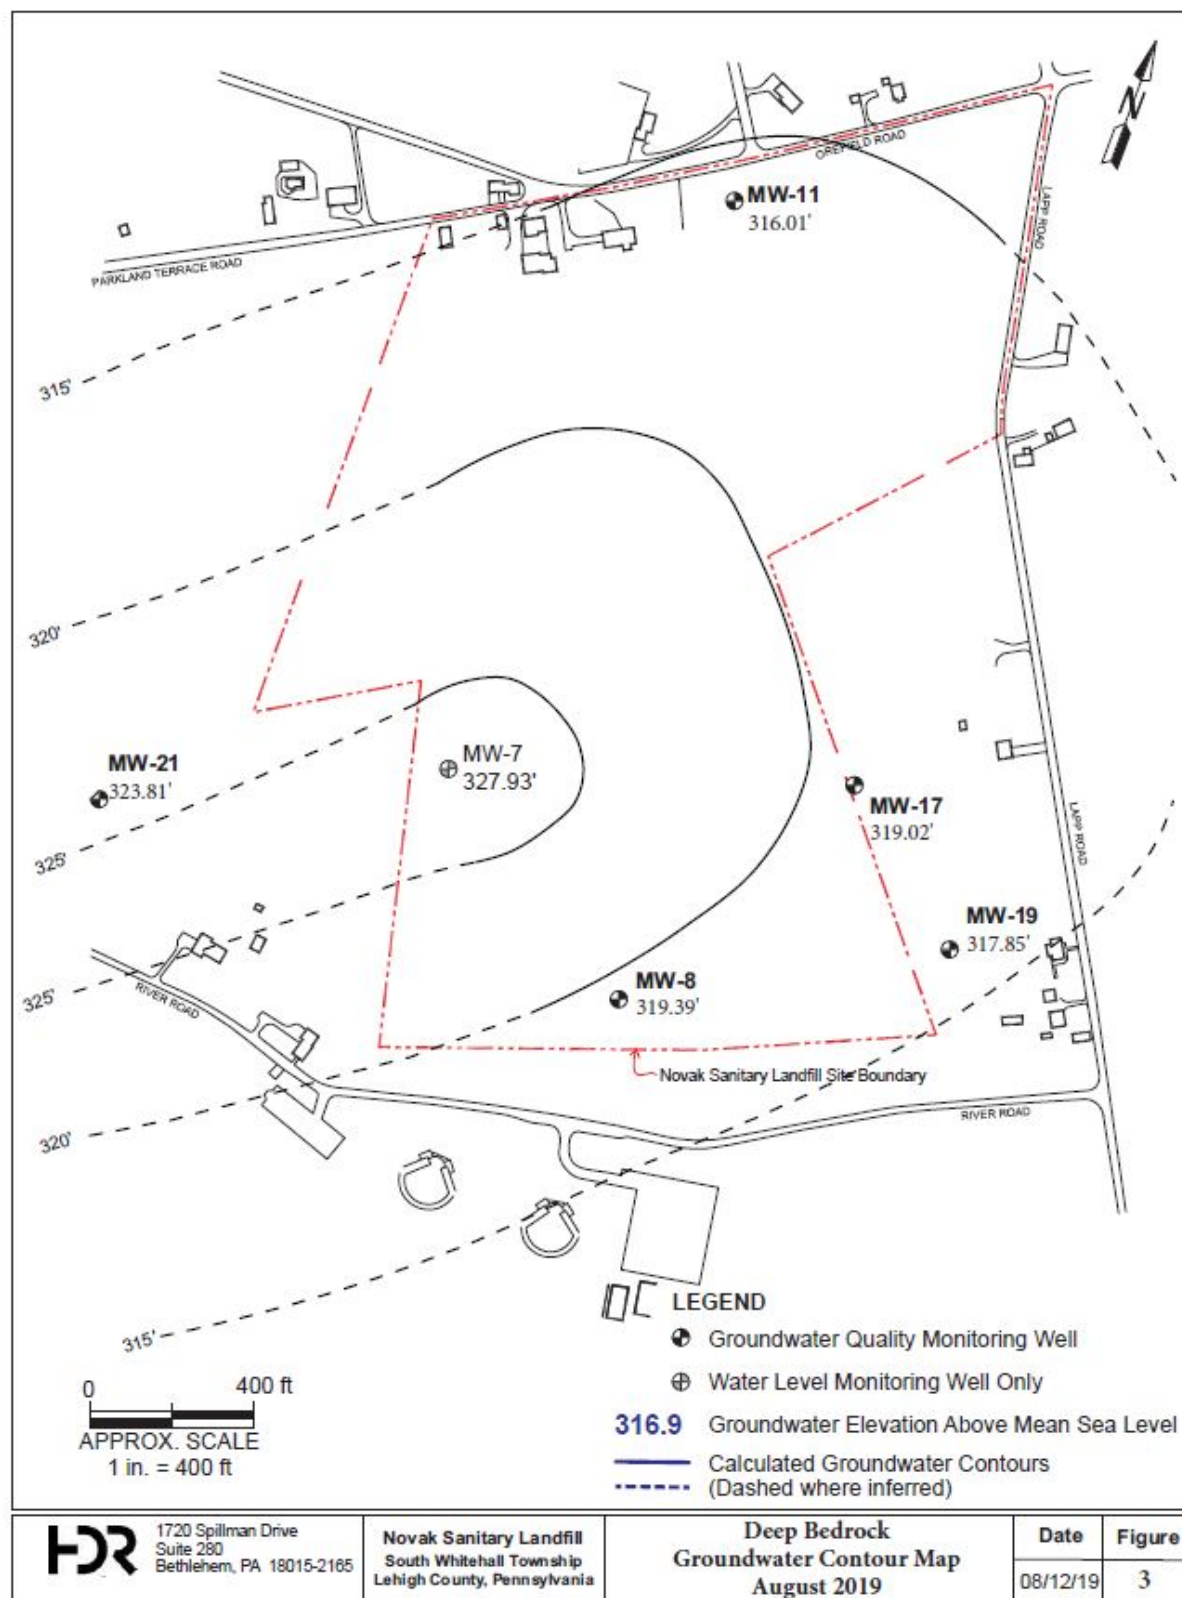 N
OREFIELD ROAD
MW-11
316.01'
LAPP ROAD
PARKLAND TERRACE ROAD
315'
320'
MW-21
323.81'
MW-7
327.93'
MW-17
319.02'
LAPP ROAD
325'
MW-19
317.85'
MW-8
319.39'
325'
RIVER ROAD
Novak Sanitary Landfill Site Boundary
RIVER ROAD
320'
315'
LEGEND
Groundwater Quality Monitoring Well
Water Level Monitoring Well Only
316.9 Groundwater Elevation Above Mean Sea Level
Calculated Groundwater Contours
(Dashed where inferred)
0 400 ft
APPROX. SCALE
1 in. = 400 ft
HDR
1720 Spillman Drive
Suite 280
Bethlehem, PA 18015-2165
Novak Sanitary Landfill
South Whitehall Township
Lehigh County, Pennsylvania
Deep Bedrock
Groundwater Contour Map
August 2019
Date
08/12/19
Figure
3